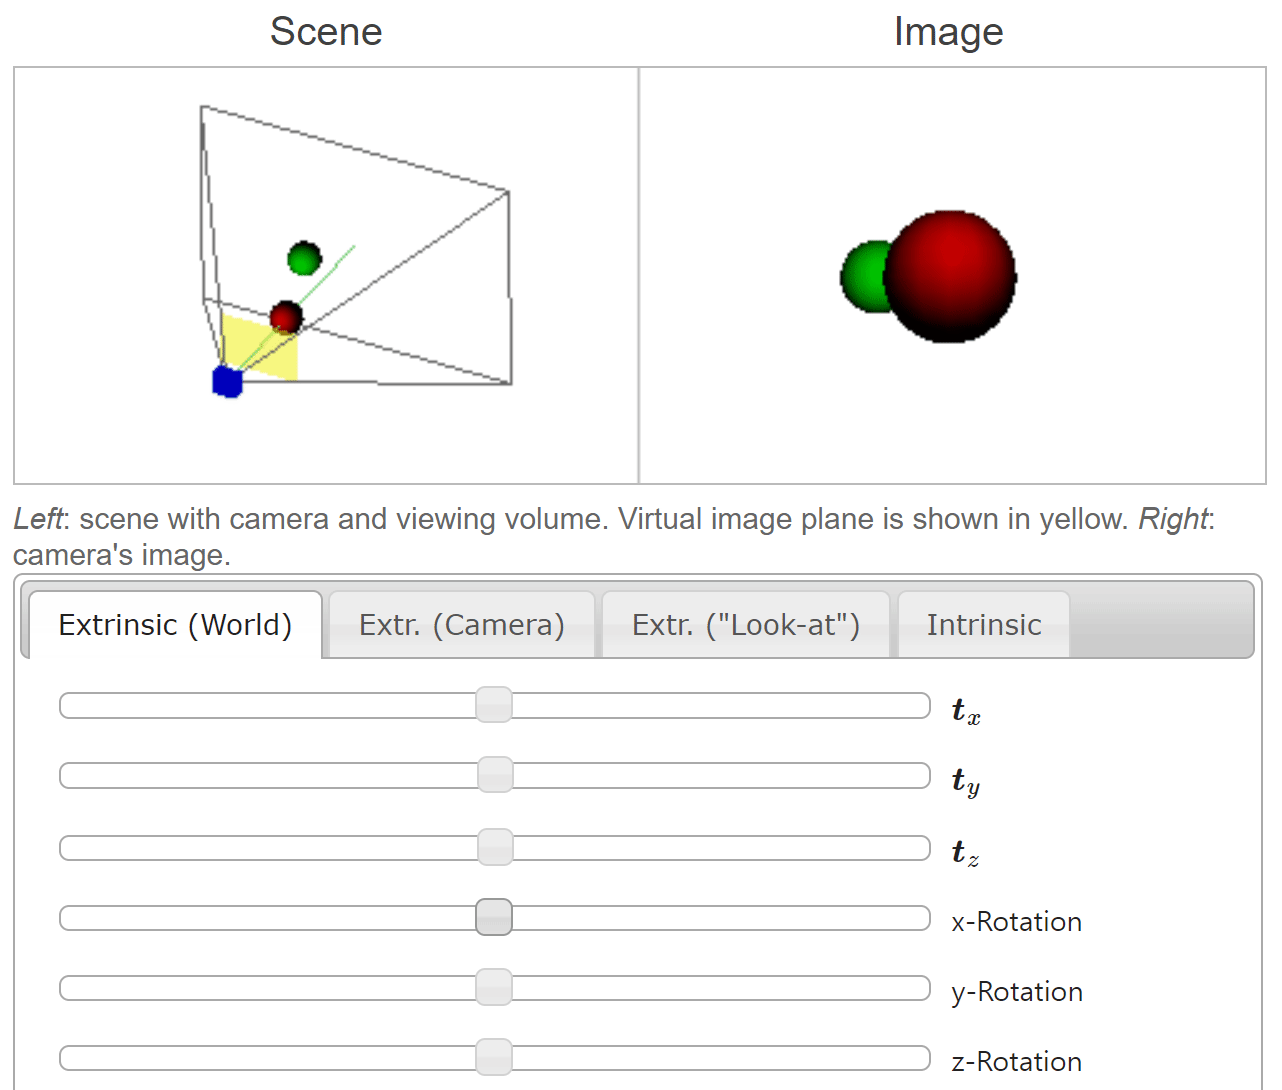 Scene
Image
Left: scene with camera and viewing volume. Virtual image plane is shown in yellow. Right:
camera's image.
Extrinsic (World)
Extr. (Camera)
Extr. ("Look-at")
Intrinsic
t_x
t_y
t_z
x-Rotation
y-Rotation
z-Rotation